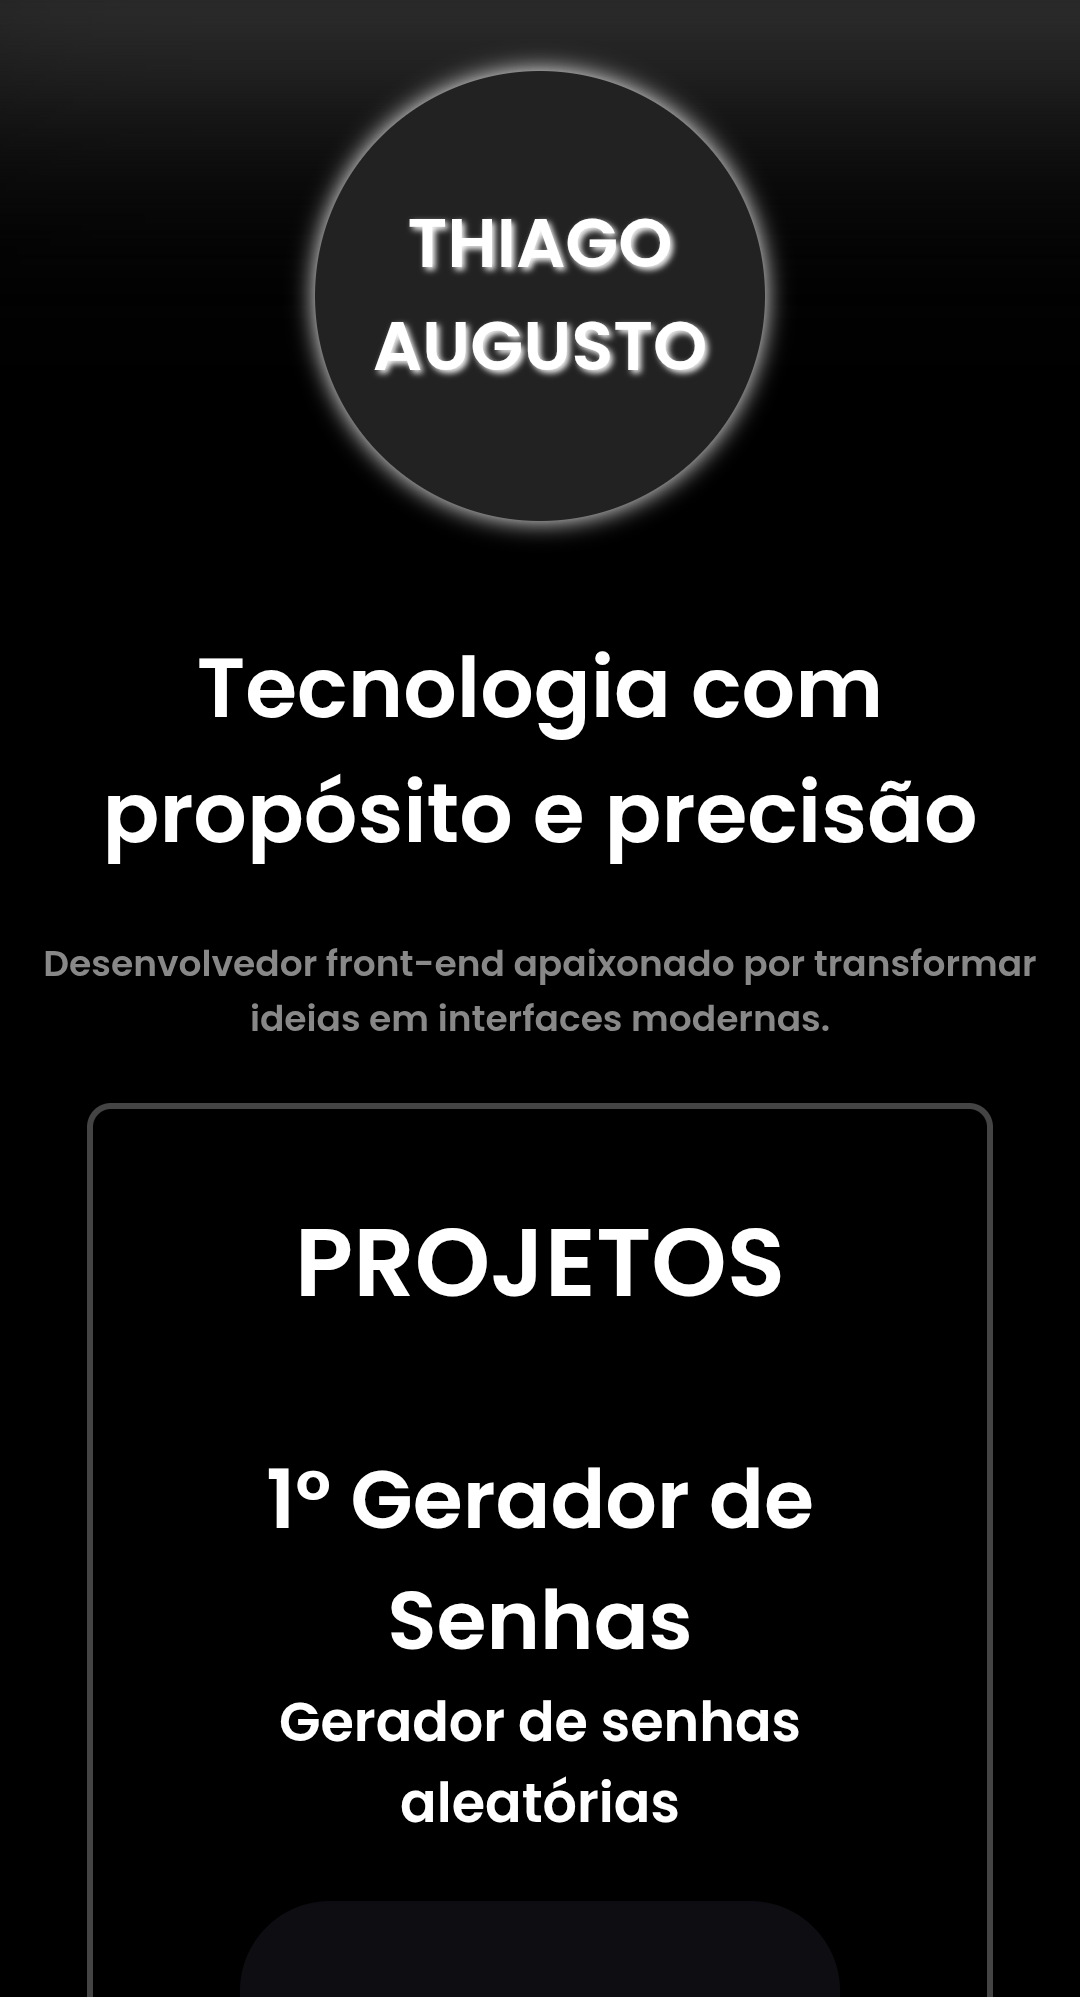 THIAGO
AUGUSTO
Tecnologia com
propósito e precisão
Desenvolvedor front-end apaixonado por transformar
ideias em interfaces modernas.
PROJETOS
1º Gerador de
Senhas
Gerador de senhas
aleatórias